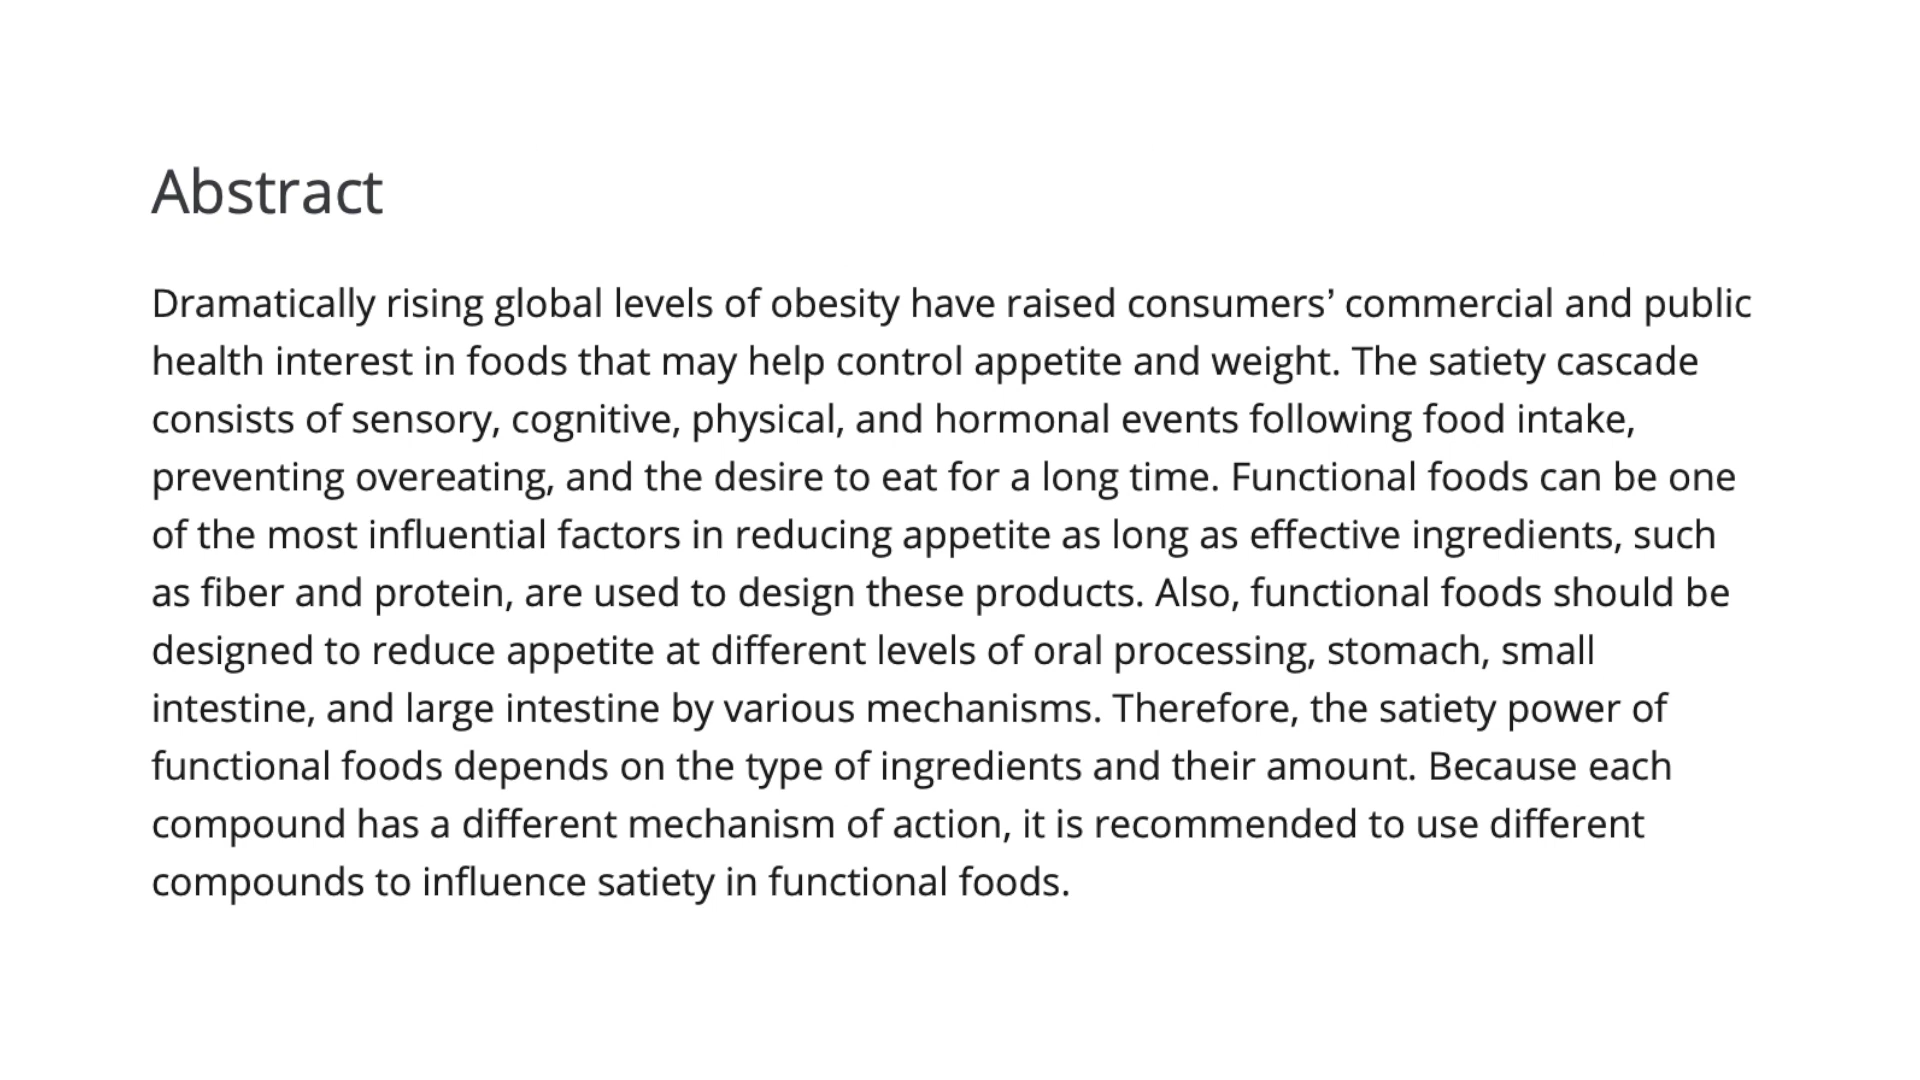 Abstract
Dramatically rising global levels of obesity have raised consumers’ commercial and public
health interest in foods that may help control appetite and weight. The satiety cascade
consists of sensory, cognitive, physical, and hormonal events following food intake,
preventing overeating, and the desire to eat for a long time. Functional foods can be one
of the most influential factors in reducing appetite as long as effective ingredients, such
as fiber and protein, are used to design these products. Also, functional foods should be
designed to reduce appetite at different levels of oral processing, stomach, small
intestine, and large intestine by various mechanisms. Therefore, the satiety power of
functional foods depends on the type of ingredients and their amount. Because each
compound has a different mechanism of action, it is recommended to use different
compounds to influence satiety in functional foods.